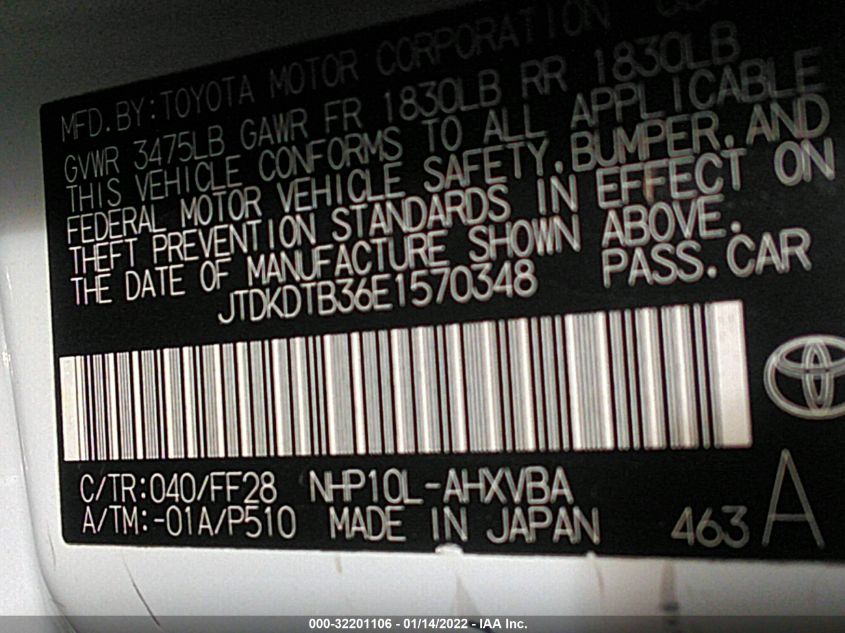 MFD. BY: TOYOTA MOTOR CORPORATION
GVWR 3475LB GAWR FR 1830LB RR 1830LB
THIS VEHICLE CONFORMS TO ALL APPLICABLE
FEDERAL MOTOR VEHICLE SAFETY, BUMPER, AND
THEFT PREVENTION STANDARDS IN EFFECT ON
THE DATE OF MANUFACTURE SHOWN ABOVE.
JTDKDTB36E1570348 PASS. CAR
C/TR:040/FF28 NHP10L-AHXVBA
A/TM:-01A/P510 MADE IN JAPAN 463 A
000-32201106 - 01/14/2022 - IAA Inc.